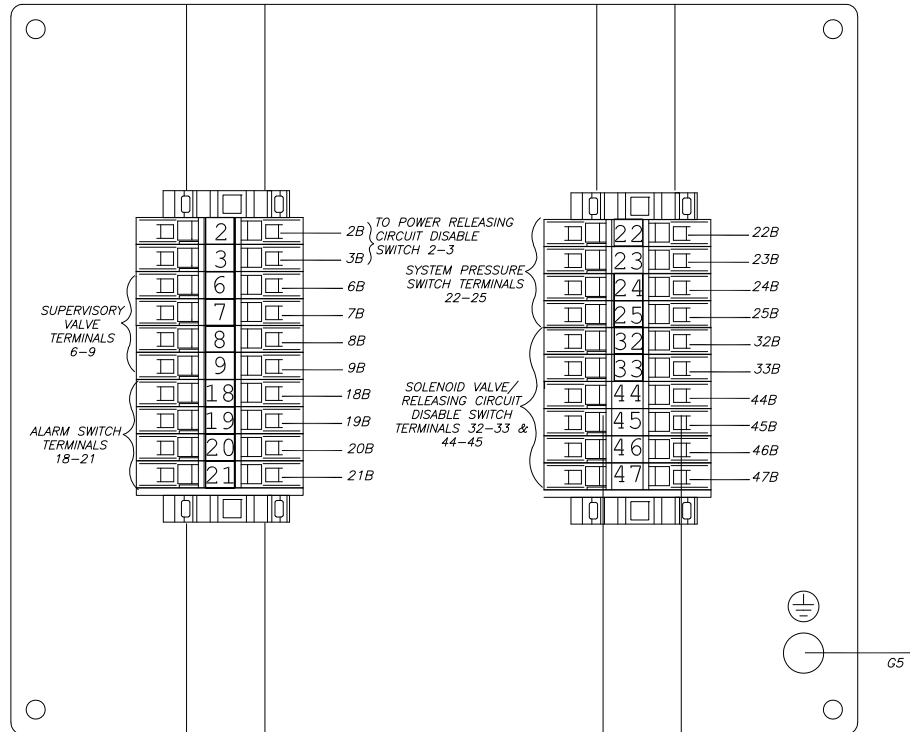 TO POWER RELEASING
CIRCUIT DISABLE
SWITCH 2-3
SUPERVISORY
VALVE
TERMINALS
6-9
ALARM SWITCH
TERMINALS
18-21
2
3
6
7
8
9
18
19
20
21
2B
3B
6B
7B
8B
9B
18B
19B
20B
21B
SYSTEM PRESSURE
SWITCH TERMINALS
22-25
SOLENOID VALVE/
RELEASING CIRCUIT
DISABLE SWITCH
TERMINALS 32-33 &
44-45
22
23
24
25
32
33
44
45
46
47
22B
23B
24B
25B
32B
33B
44B
45B
46B
47B
G5